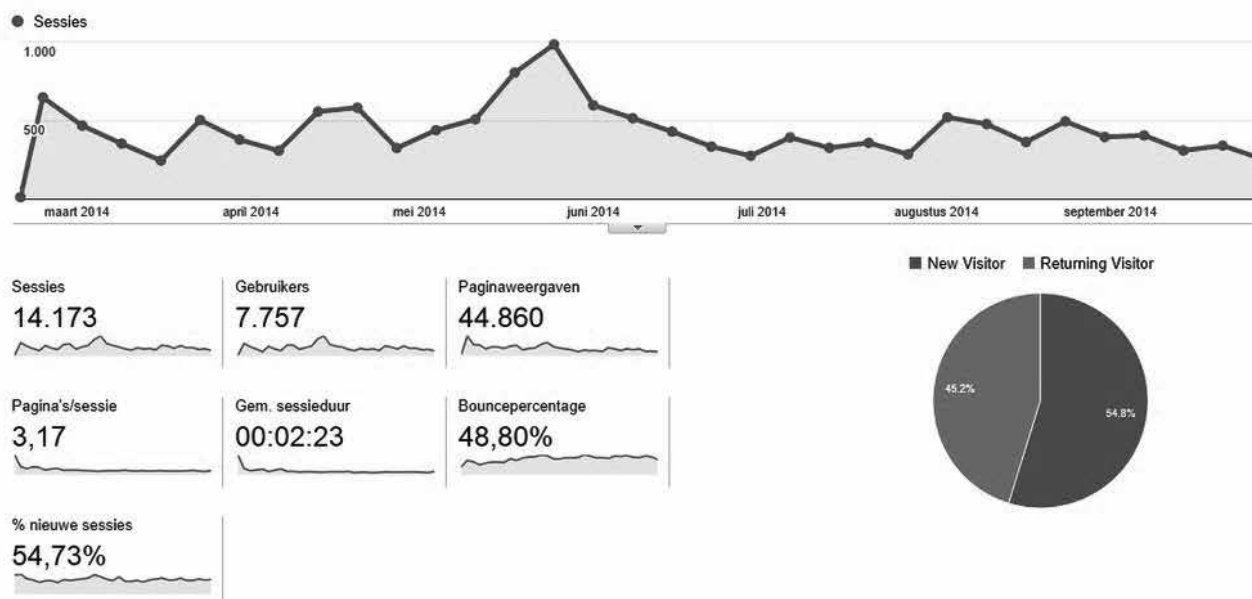 Sessies
1.000
500
maart 2014 april 2014 mei 2014 juni 2014 juli 2014 augustus 2014 september 2014
New Visitor Returning Visitor
Sessies Gebruikers Paginaweergaven
14.173 7.757 44.860
45.2% 54.8%
Pagina's/sessie Gem. sessieduur Bouncepercentage
3,17 00:02:23 48,80%
% nieuwe sessies
54,73%